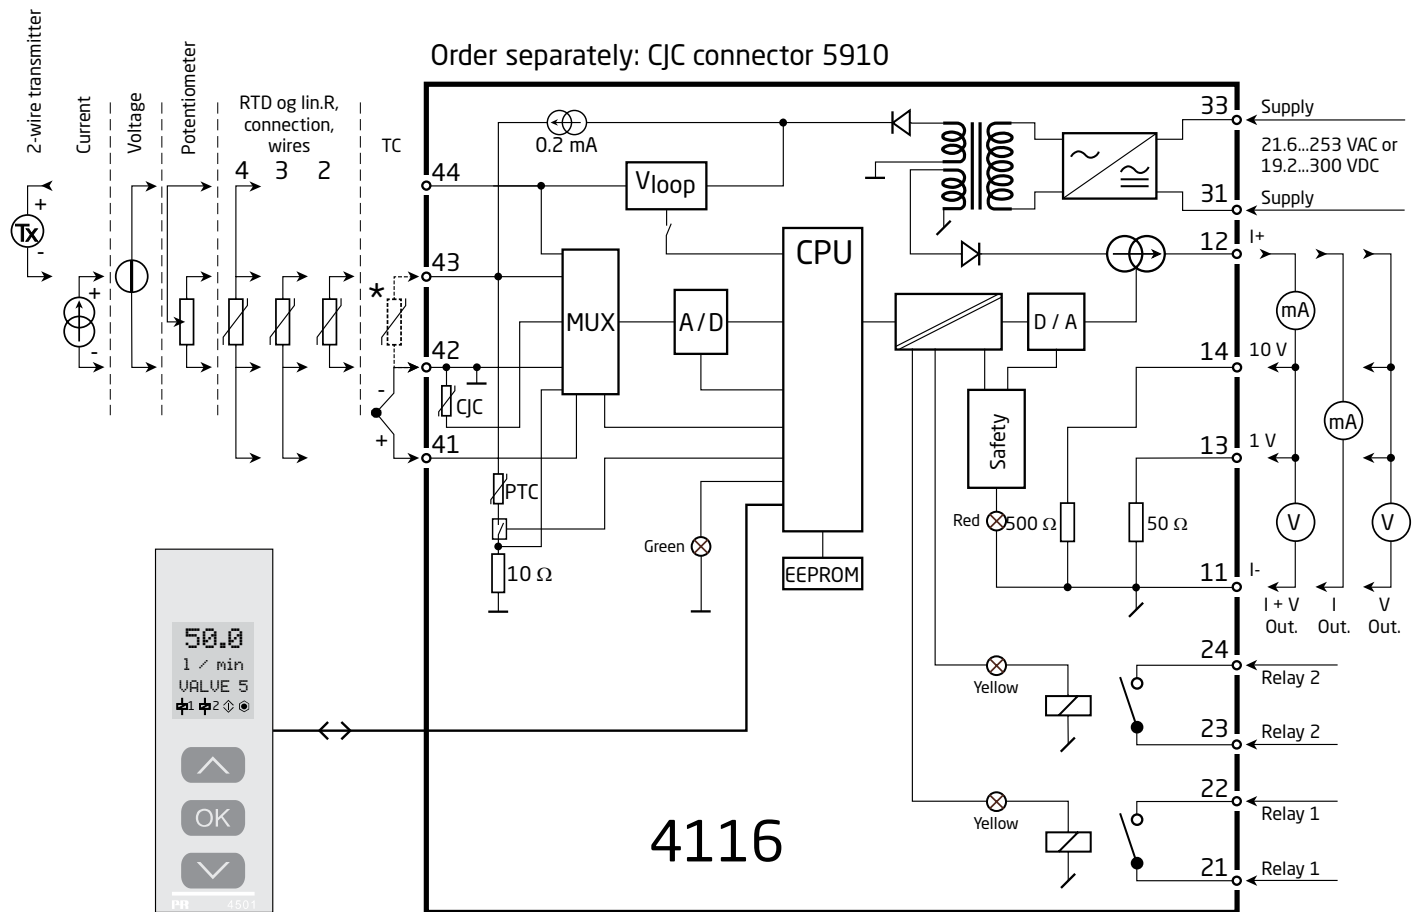 Order separately: CJC connector 5910
2-wire transmitter
Current
Voltage
Potentiometer
RTD og lin.R,
connection,
wires
4 3 2
TC
+
Tx
-
+
-
*
-
+
44
43
42
41
0.2 mA
Vloop
CPU
MUX
A/D
D / A
CJC
PTC
10 Ω
Green
EEPROM
Safety
Red
500 Ω
50 Ω
Yellow
Yellow
33
Supply
21.6...253 VAC or
19.2...300 VDC
31
Supply
12
I+
mA
14
10 V
mA
13
1 V
V
V
11
I-
I + V
Out.
I
Out.
V
Out.
24
Relay 2
23
Relay 2
22
Relay 1
21
Relay 1
50.0
l / min
VALVE 5
1 2
OK
PR 4501
4116